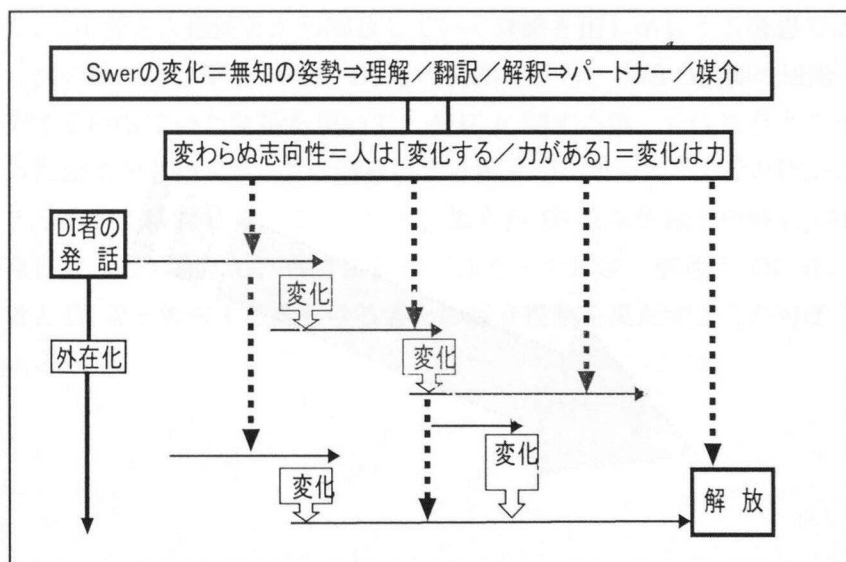 Swerの変化＝無知の姿勢⇒理解／翻訳／解釈⇒パートナー／媒介
変わらぬ志向性＝人は[変化する／力がある]＝変化は力
DI者の
発　話
変化
外在化
変化
変化
変化
解　放